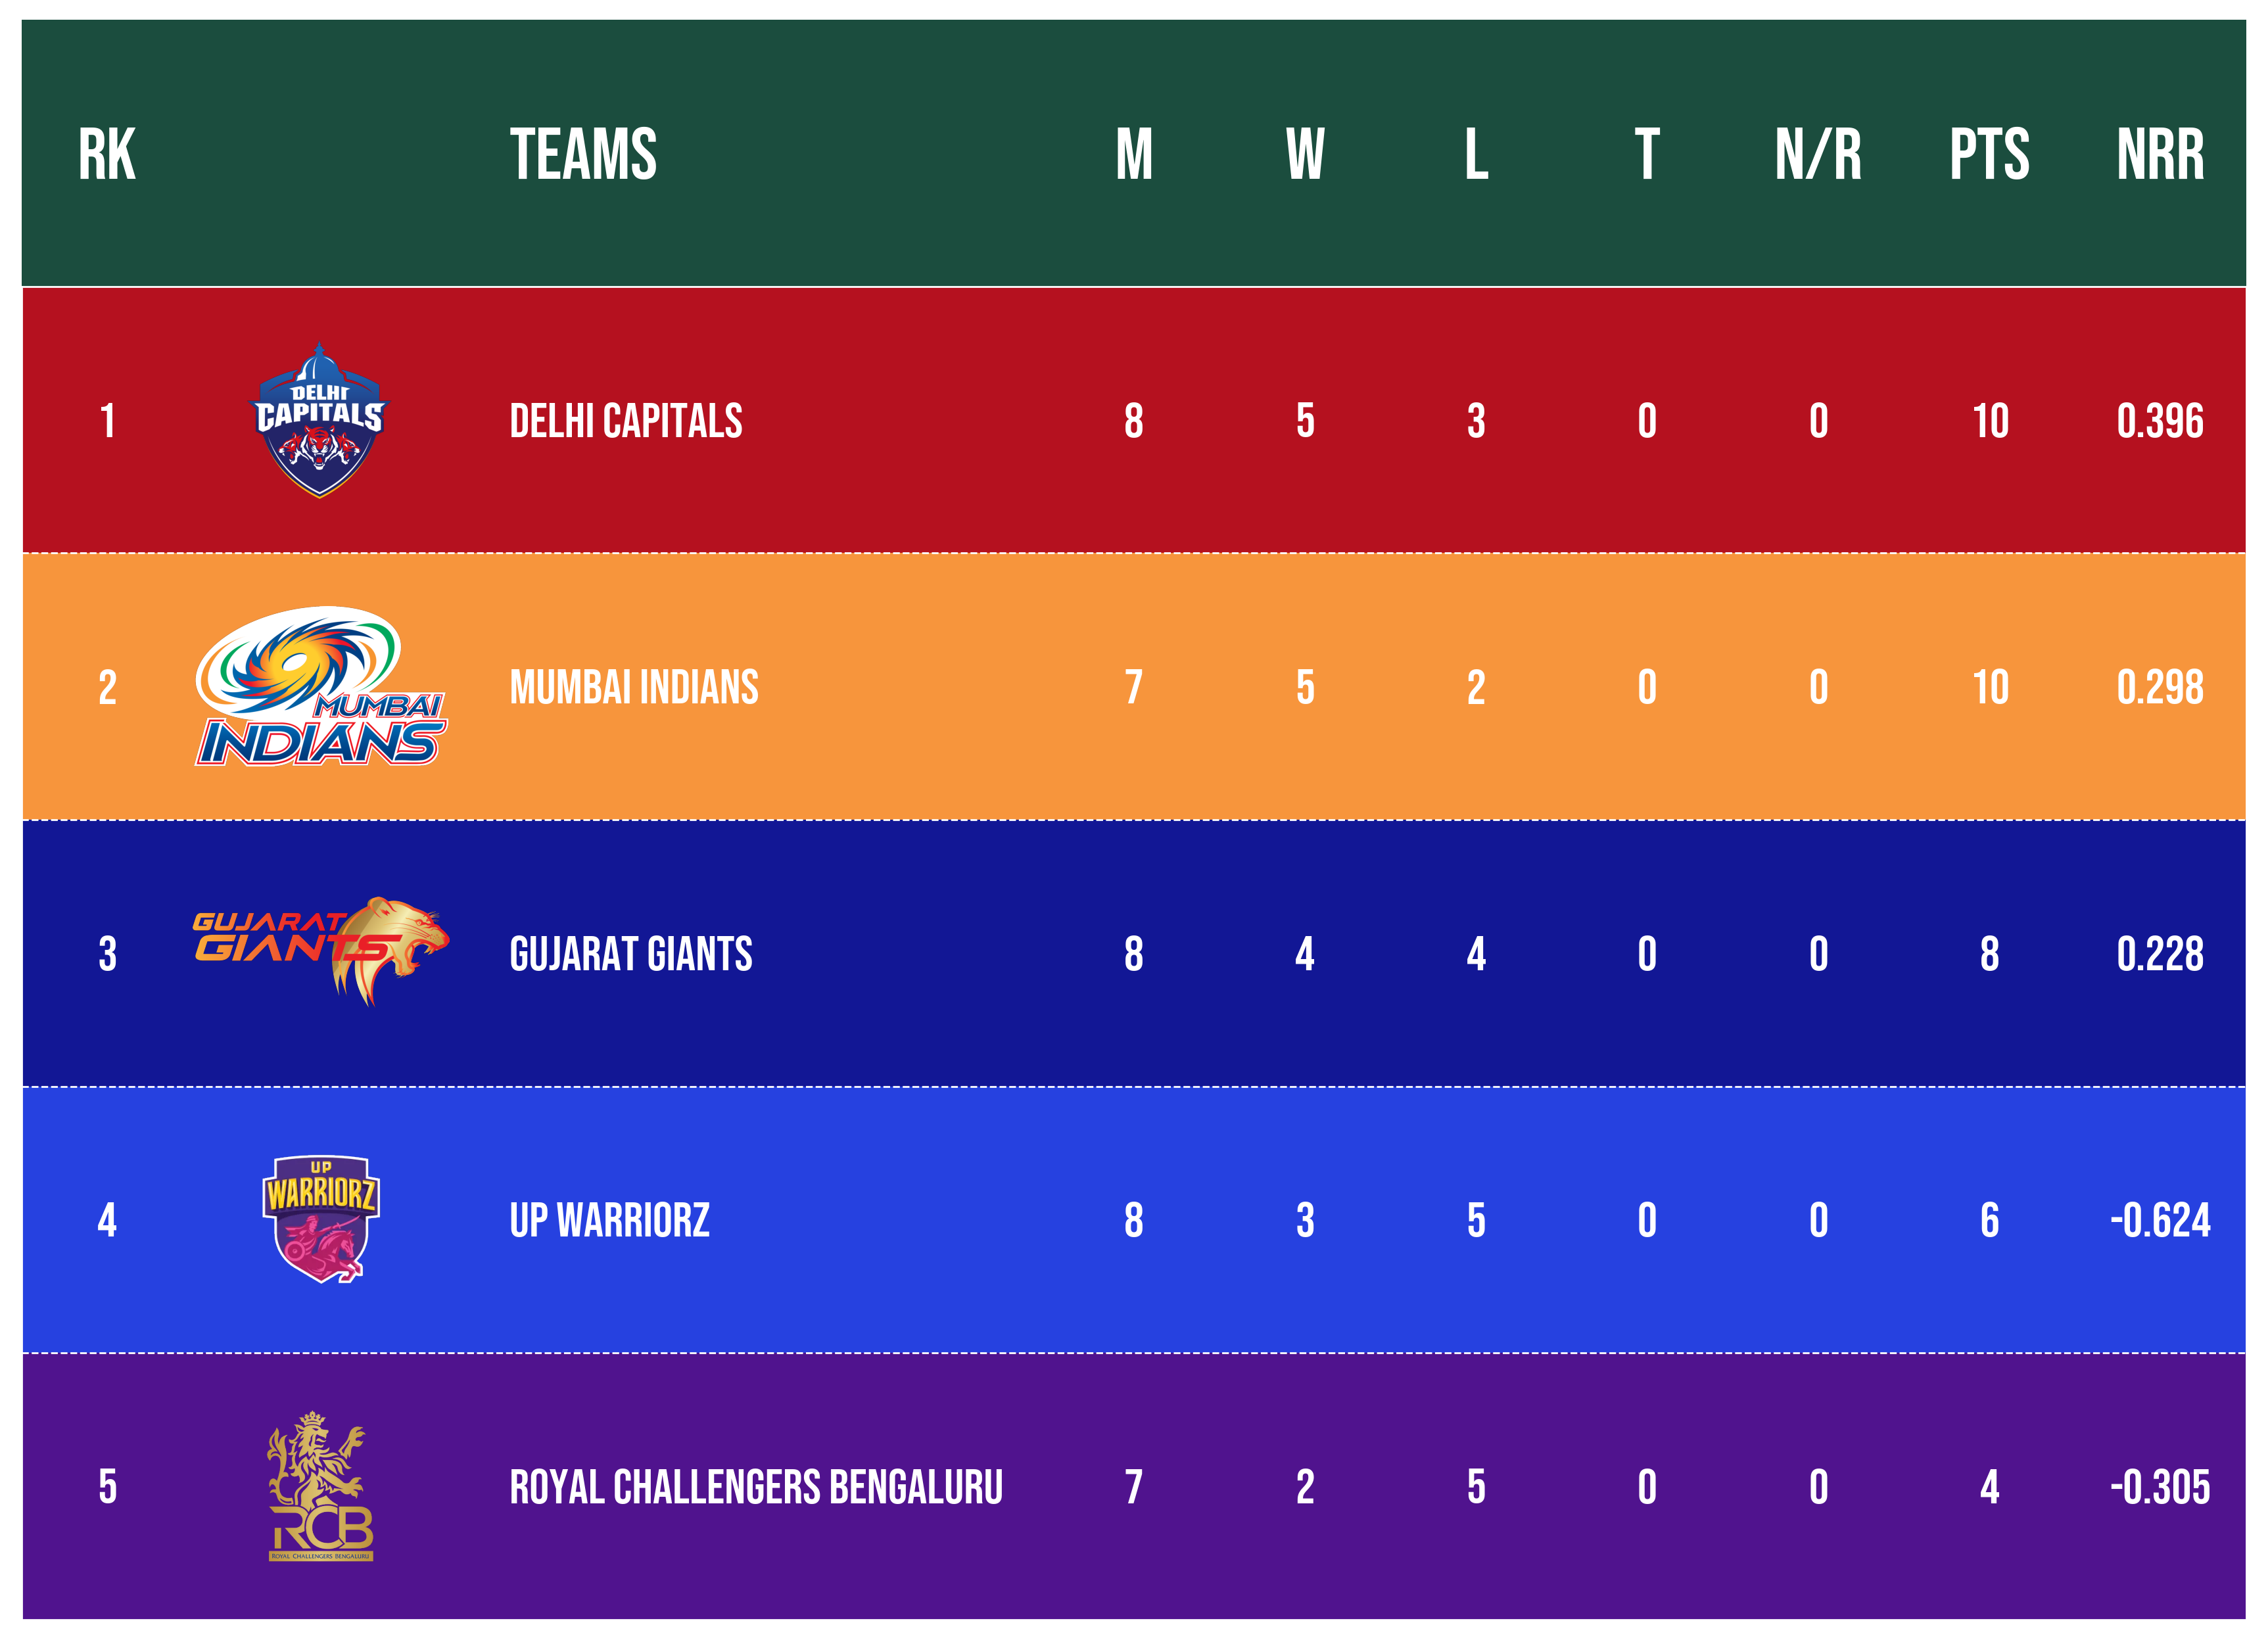 RK TEAMS M W L T N/R PTS NRR
DELHI
CAPITALS
1 DELHI CAPITALS 8 5 3 0 0 10 0.396
MUMBAI
INDIANS
2 MUMBAI INDIANS 7 5 2 0 0 10 0.298
GUJARAT
GIANTS
3 GUJARAT GIANTS 8 4 4 0 0 8 0.228
UP
WARRIORZ
4 UP WARRIORZ 8 3 5 0 0 6 -0.624
RCB
ROYAL CHALLENGERS BENGALURU
5 ROYAL CHALLENGERS BENGALURU 7 2 5 0 0 4 -0.305